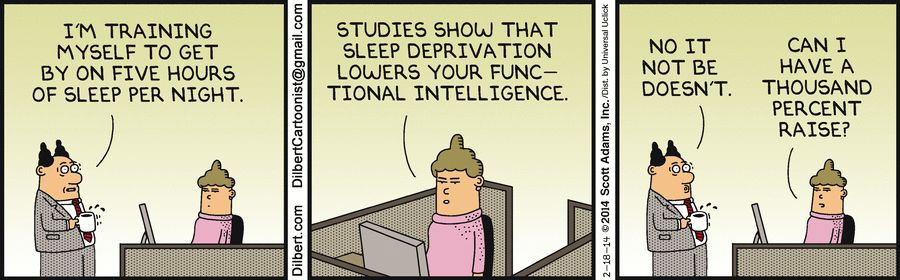 I'M TRAINING
MYSELF TO GET
BY ON FIVE HOURS
OF SLEEP PER NIGHT.
Dilbert.com DilbertCartoonist@gmail.com
STUDIES SHOW THAT
SLEEP DEPRIVATION
LOWERS YOUR FUNC-
TIONAL INTELLIGENCE.
2-18-14 ©2014 Scott Adams, Inc./Dist. by Universal Uclick
NO IT
NOT BE
DOESN'T.
CAN I
HAVE A
THOUSAND
PERCENT
RAISE?